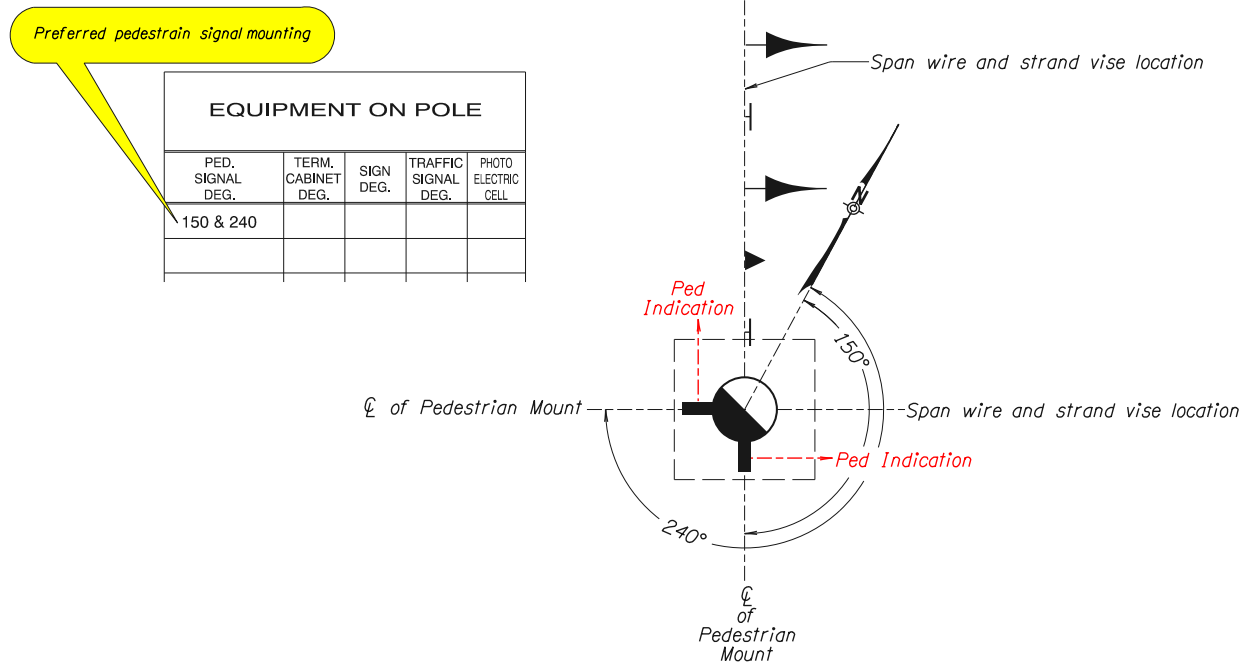 Preferred pedestrain signal mounting
EQUIPMENT ON POLE
PED. SIGNAL DEG.
TERM. CABINET DEG.
SIGN DEG.
TRAFFIC SIGNAL DEG.
PHOTO ELECTRIC CELL
150 & 240
Span wire and strand vise location
N
Ped
Indication
150°
℄ of Pedestrian Mount
Span wire and strand vise location
Ped Indication
240°
℄
of
Pedestrian
Mount